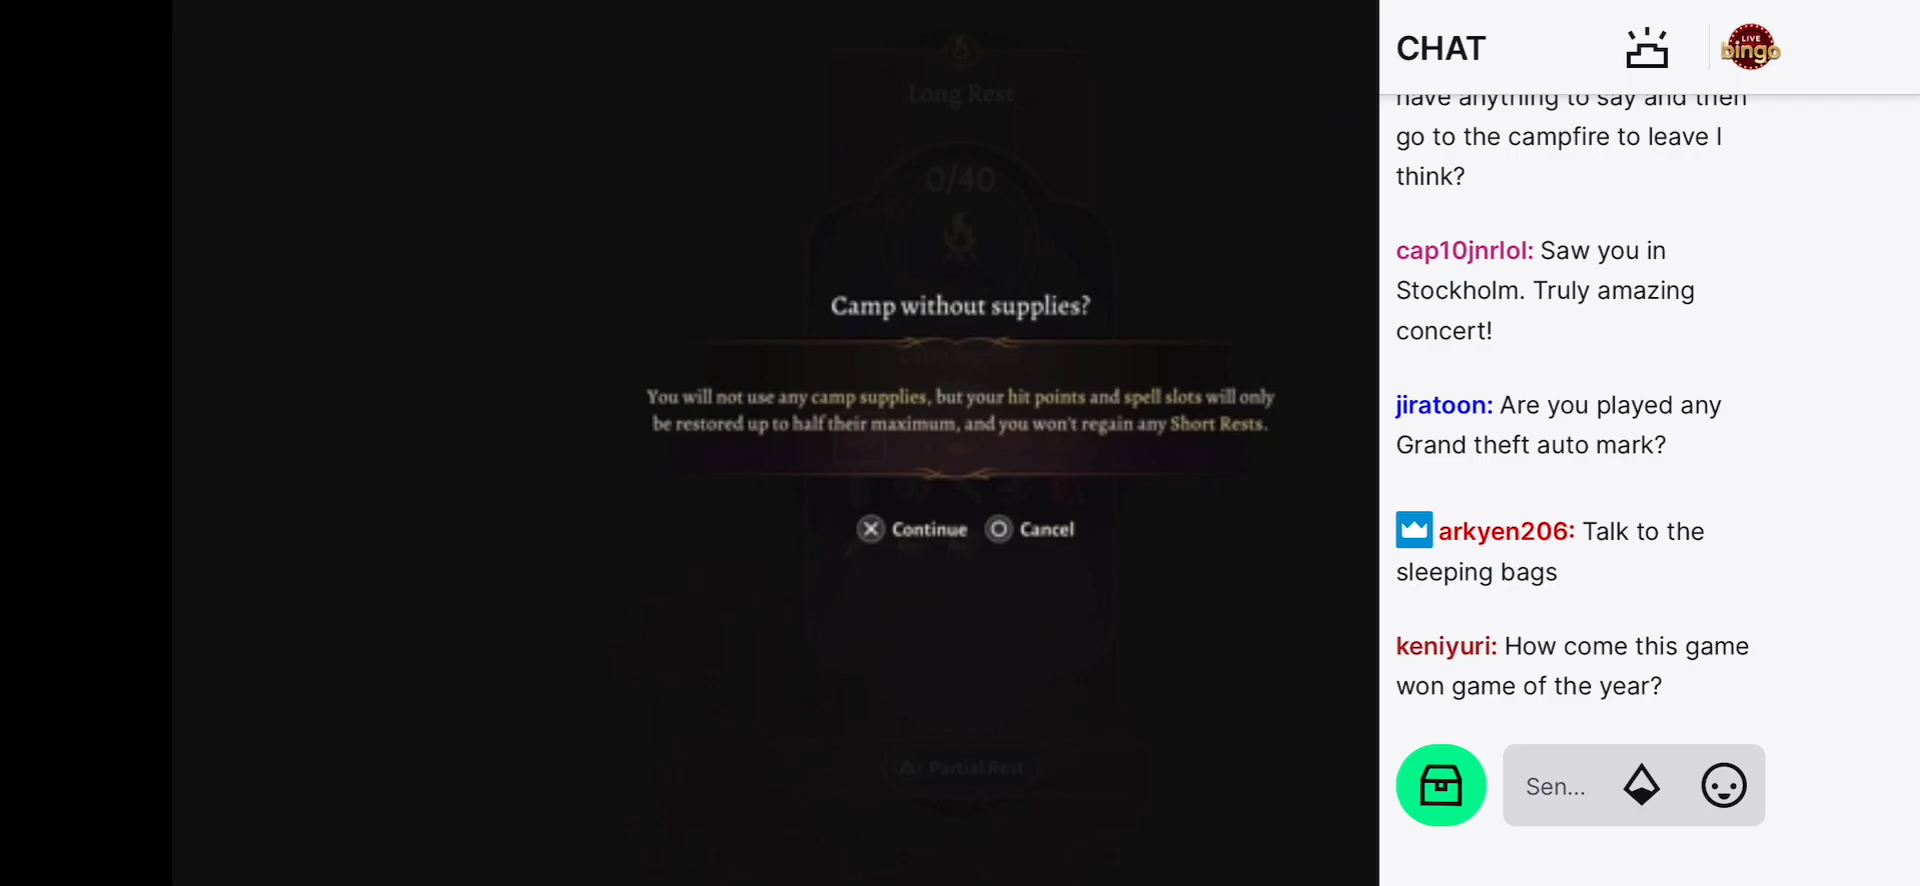 Long Rest
0/40
Camp without supplies?
You will not use any camp supplies, but your hit points and spell slots will only
be restored up to half their maximum, and you won't regain any Short Rests.
Continue
Cancel
Partial Rest
CHAT
LIVE
bingo
have anything to say and then
go to the campfire to leave I
think?
cap10jnrlol: Saw you in
Stockholm. Truly amazing
concert!
jiratoon: Are you played any
Grand theft auto mark?
arkyen206: Talk to the
sleeping bags
keniyuri: How come this game
won game of the year?
Sen...